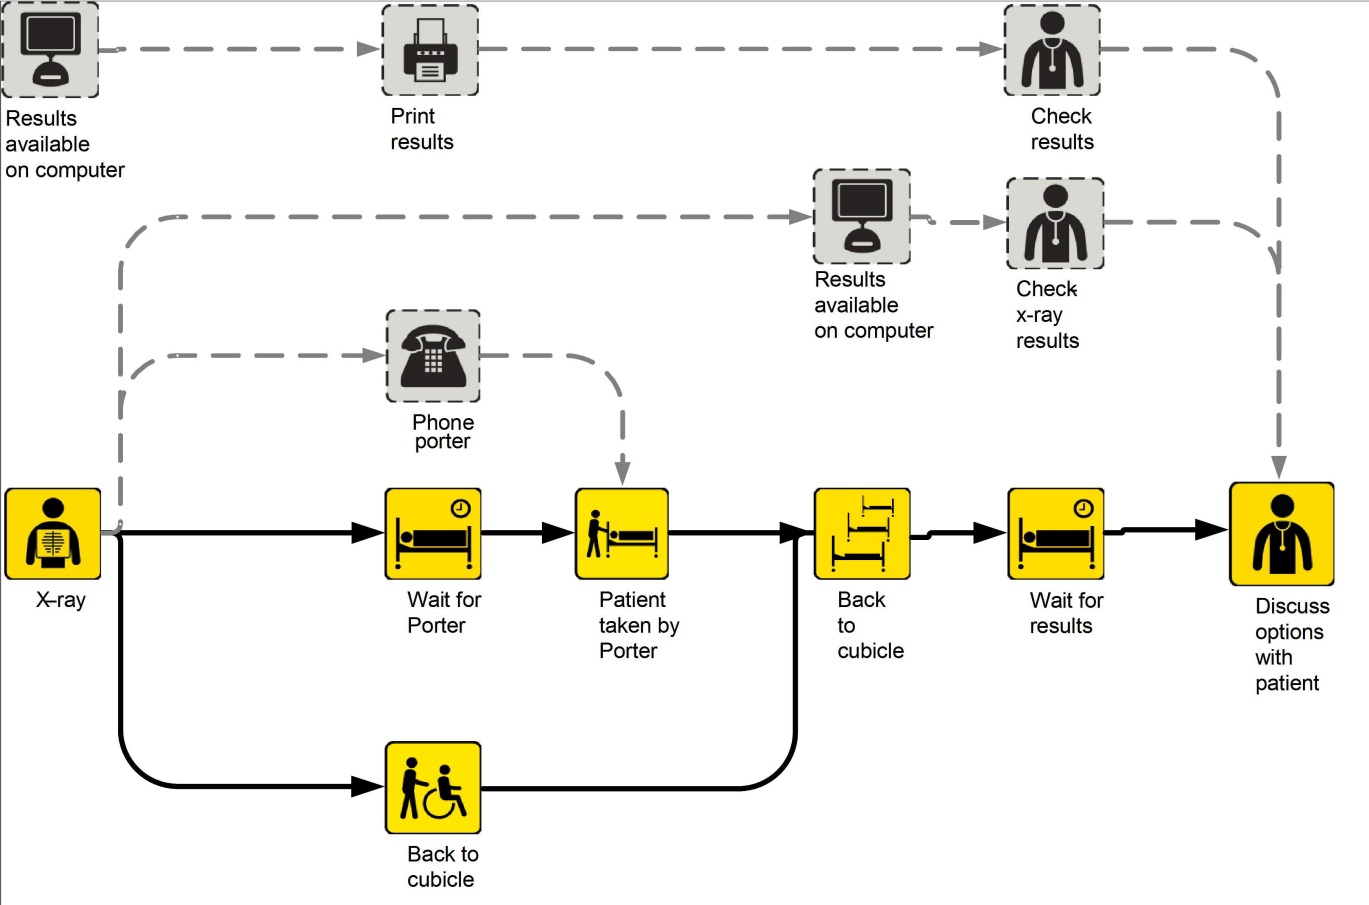 Results
available
on computer
Print
results
Check
results
Results
available
on computer
Check
x-ray
results
Phone
porter
X-ray
Wait for
Porter
Patient
taken by
Porter
Back
to
cubicle
Wait for
results
Discuss
options
with
patient
Back to
cubicle